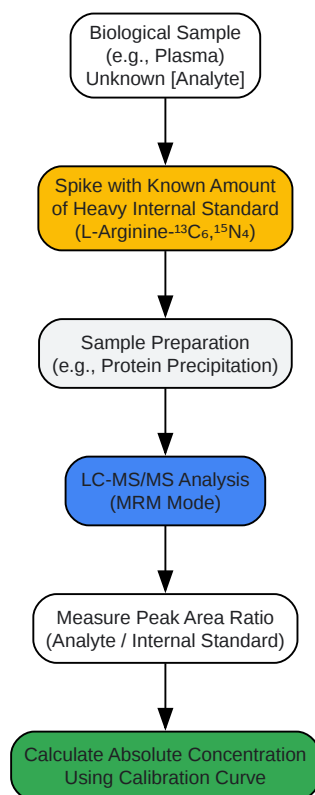 Biological Sample
(e.g., Plasma)
Unknown [Analyte]
Spike with Known Amount
of Heavy Internal Standard
(L-Arginine-¹³C₆,¹⁵N₄)
Sample Preparation
(e.g., Protein Precipitation)
LC-MS/MS Analysis
(MRM Mode)
Measure Peak Area Ratio
(Analyte / Internal Standard)
Calculate Absolute Concentration
Using Calibration Curve